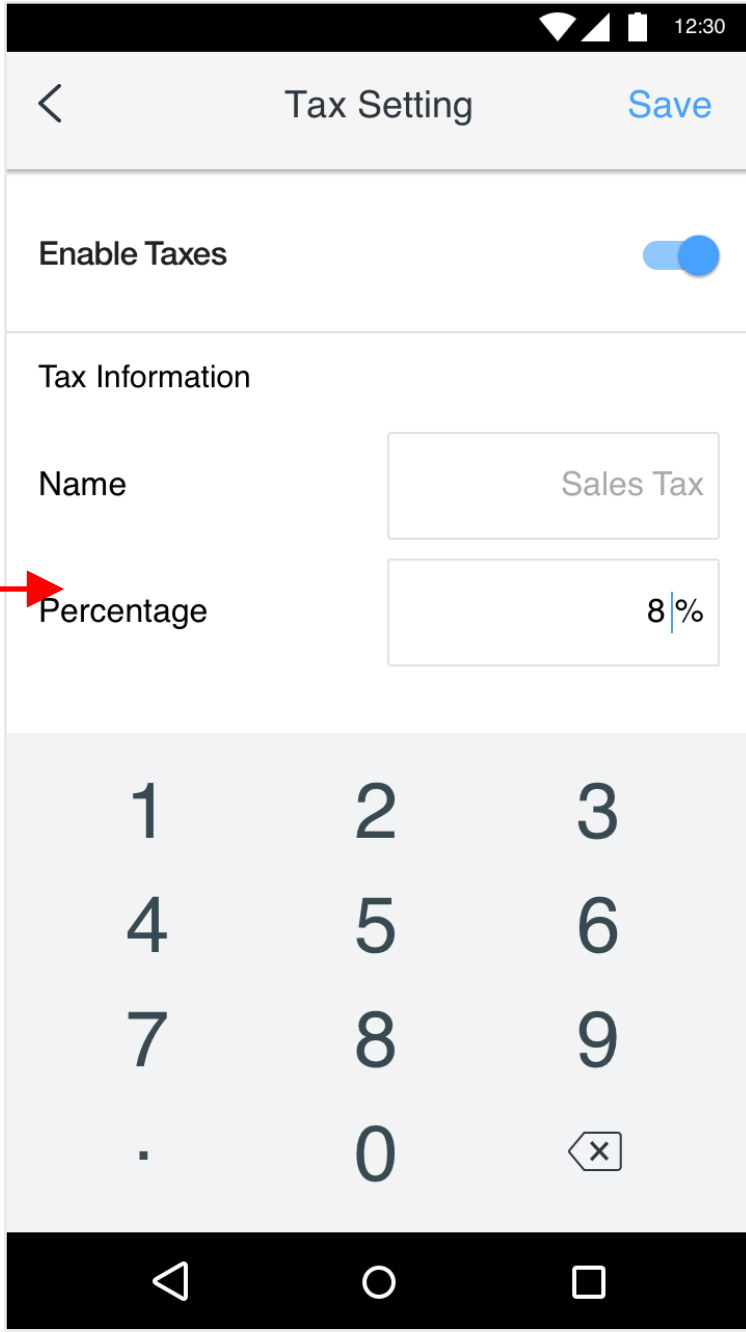 12:30
Tax Setting Save
Enable Taxes
Tax Information
Name Sales Tax
Percentage 8 %
1 2 3
4 5 6
7 8 9
. 0